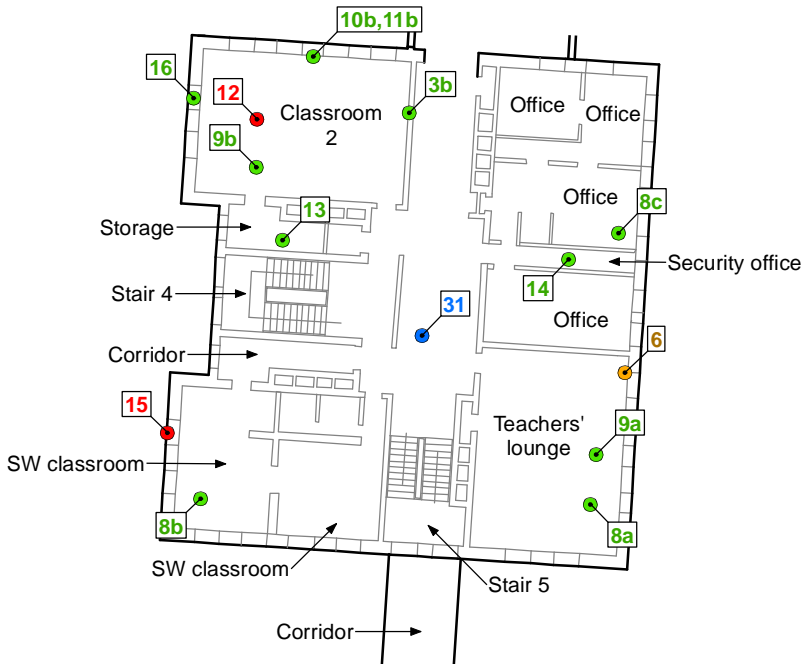 10b,11b
16
12
3b
Classroom
2
9b
Office
Office
Office
8c
13
Storage
Security office
14
Stair 4
31
Office
Corridor
6
15
Teachers'
lounge
9a
SW classroom
8b
8a
SW classroom
Stair 5
Corridor